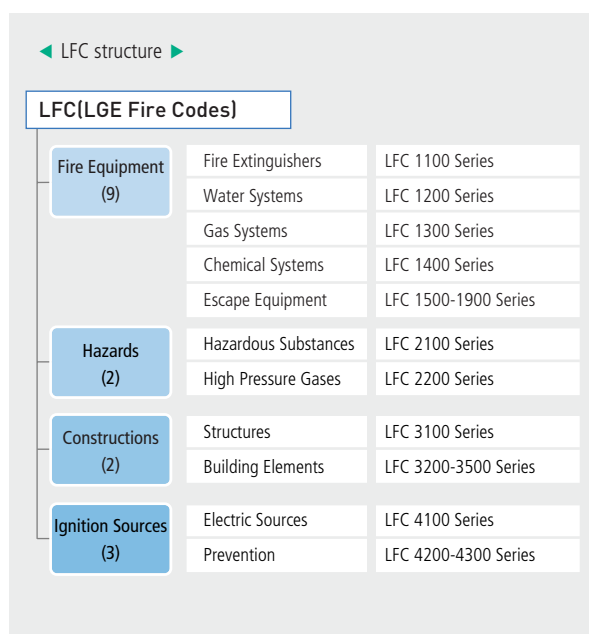 ◀ LFC structure ▶
LFC(LGE Fire Codes)
Fire Equipment
(9)
Fire Extinguishers LFC 1100 Series
Water Systems LFC 1200 Series
Gas Systems LFC 1300 Series
Chemical Systems LFC 1400 Series
Escape Equipment LFC 1500-1900 Series
Hazards
(2)
Hazardous Substances LFC 2100 Series
High Pressure Gases LFC 2200 Series
Constructions
(2)
Structures LFC 3100 Series
Building Elements LFC 3200-3500 Series
Ignition Sources
(3)
Electric Sources LFC 4100 Series
Prevention LFC 4200-4300 Series